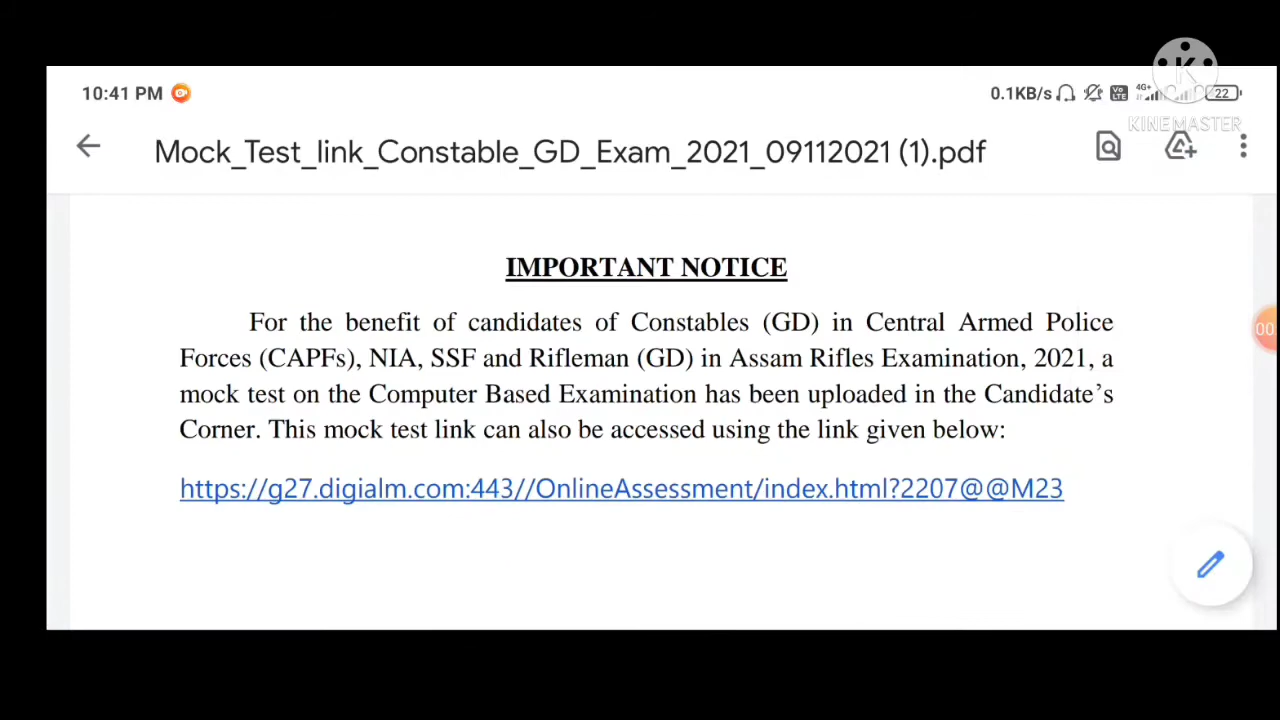 10:41 PM
0.1KB/s Vo LTE 4G+ 22
K
KINEMASTER
Mock_Test_link_Constable_GD_Exam_2021_09112021 (1).pdf
IMPORTANT NOTICE
For the benefit of candidates of Constables (GD) in Central Armed Police
Forces (CAPFs), NIA, SSF and Rifleman (GD) in Assam Rifles Examination, 2021, a
mock test on the Computer Based Examination has been uploaded in the Candidate’s
Corner. This mock test link can also be accessed using the link given below:
https://g27.digialm.com:443//OnlineAssessment/index.html?2207@@M23